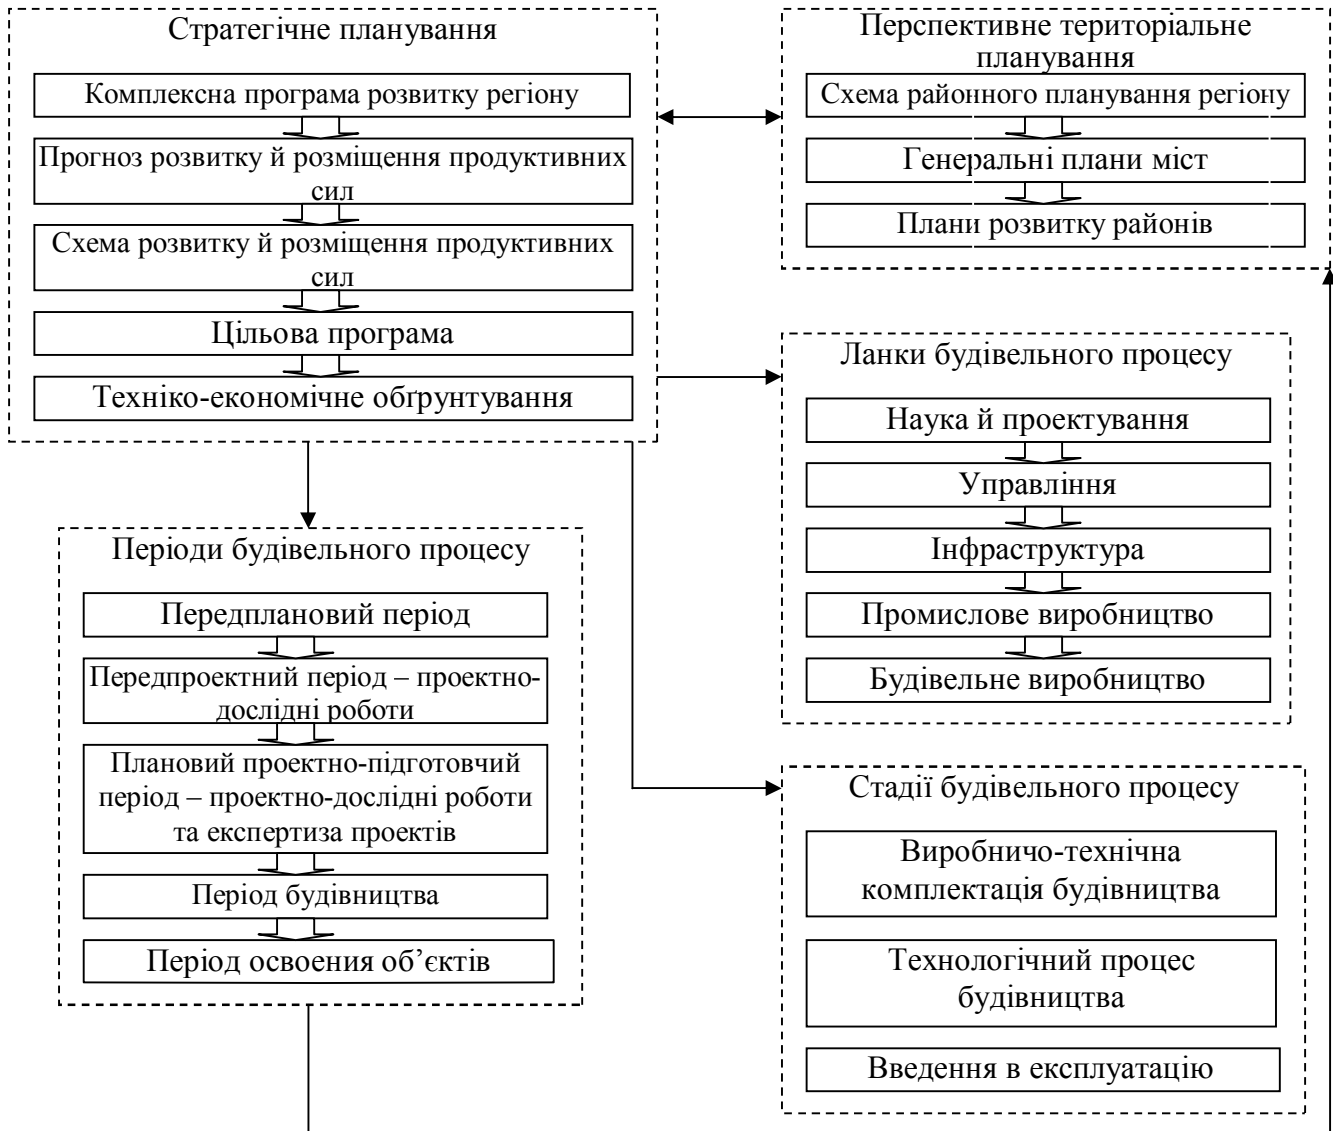 Стратегічне планування
Комплексна програма розвитку регіону
Прогноз розвитку й розміщення продуктивних
сил
Схема розвитку й розміщення продуктивних
сил
Цільова програма
Техніко-економічне обґрунтування
Перспективне територіальне
планування
Схема районного планування регіону
Генеральні плани міст
Плани розвитку районів
Ланки будівельного процесу
Наука й проектування
Управління
Інфраструктура
Промислове виробництво
Будівельне виробництво
Періоди будівельного процесу
Передплановий період
Передпроектний період – проектно-
дослідні роботи
Плановий проектно-підготовчий
період – проектно-дослідні роботи
та експертиза проектів
Період будівництва
Період освоения об’єктів
Стадії будівельного процесу
Виробничо-технічна
комплектація будівництва
Технологічний процес
будівництва
Введення в експлуатацію